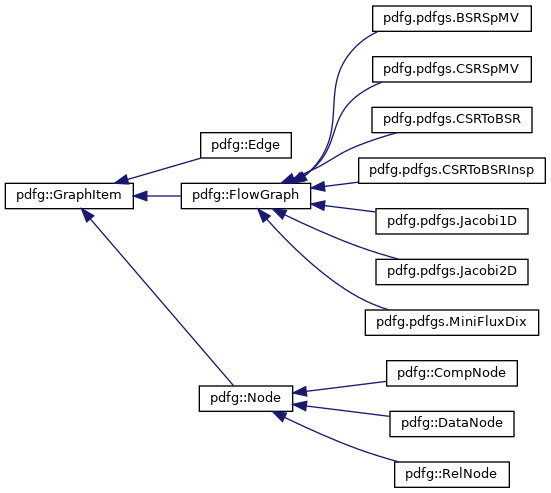 pdfg.pdfgs.BSRSpMV
pdfg.pdfgs.CSRSpMV
pdfg.pdfgs.CSRToBSR
pdfg::Edge
pdfg.pdfgs.CSRToBSRInsp
pdfg::GraphItem
pdfg::FlowGraph
pdfg.pdfgs.Jacobi1D
pdfg.pdfgs.Jacobi2D
pdfg.pdfgs.MiniFluxDix
pdfg::CompNode
pdfg::Node
pdfg::DataNode
pdfg::RelNode